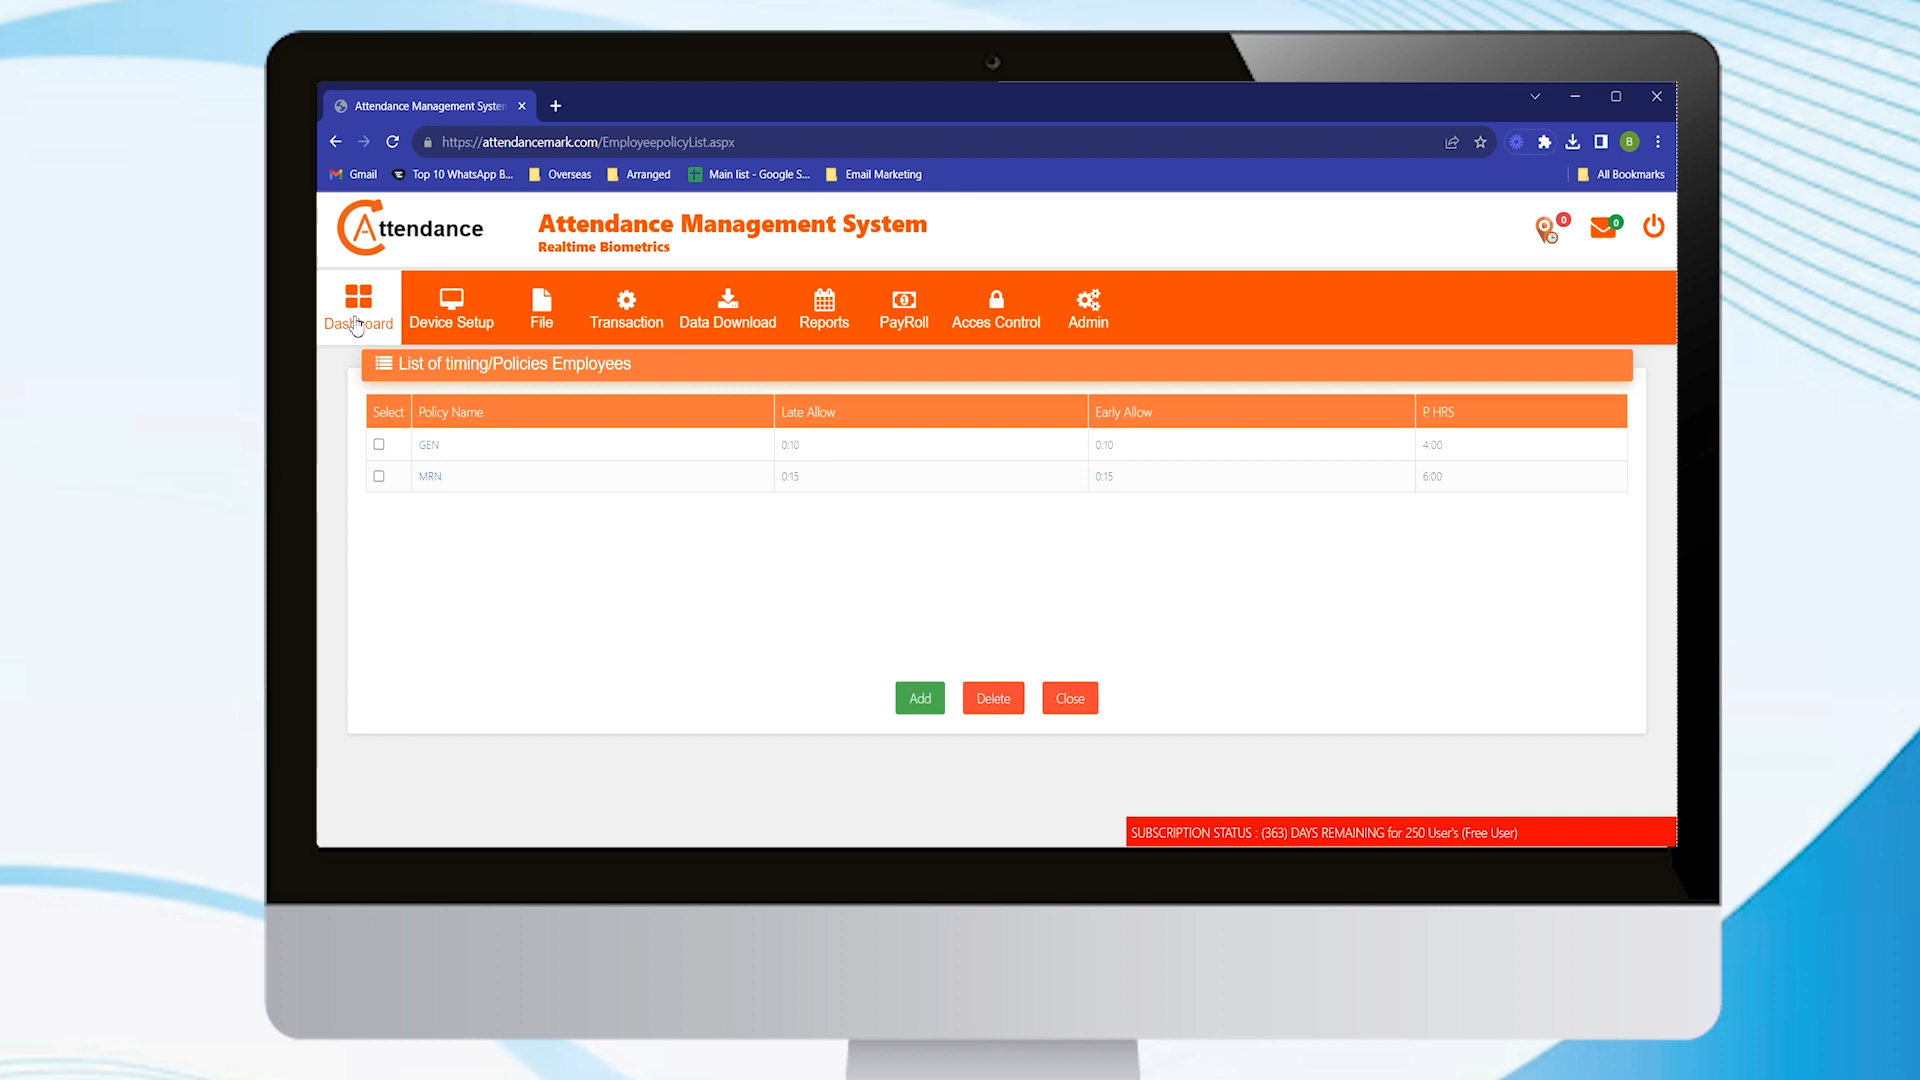 Attendance Management System
https://attendancemark.com/EmployeepolicyList.aspx
B
Gmail Top 10 WhatsApp B... Overseas Arranged Main list - Google S... Email Marketing All Bookmarks
Attendance
Attendance Management System
Realtime Biometrics
0
0
Dashboard Device Setup File Transaction Data Download Reports PayRoll Acces Control Admin
List of timing/Policies Employees
Select Policy Name Late Allow Early Allow P. HRS
GEN 0:10 0:10 4:00
MRN 0:15 0:15 6:00
Add Delete Close
SUBSCRIPTION STATUS : (363) DAYS REMAINING for 250 User's (Free User)